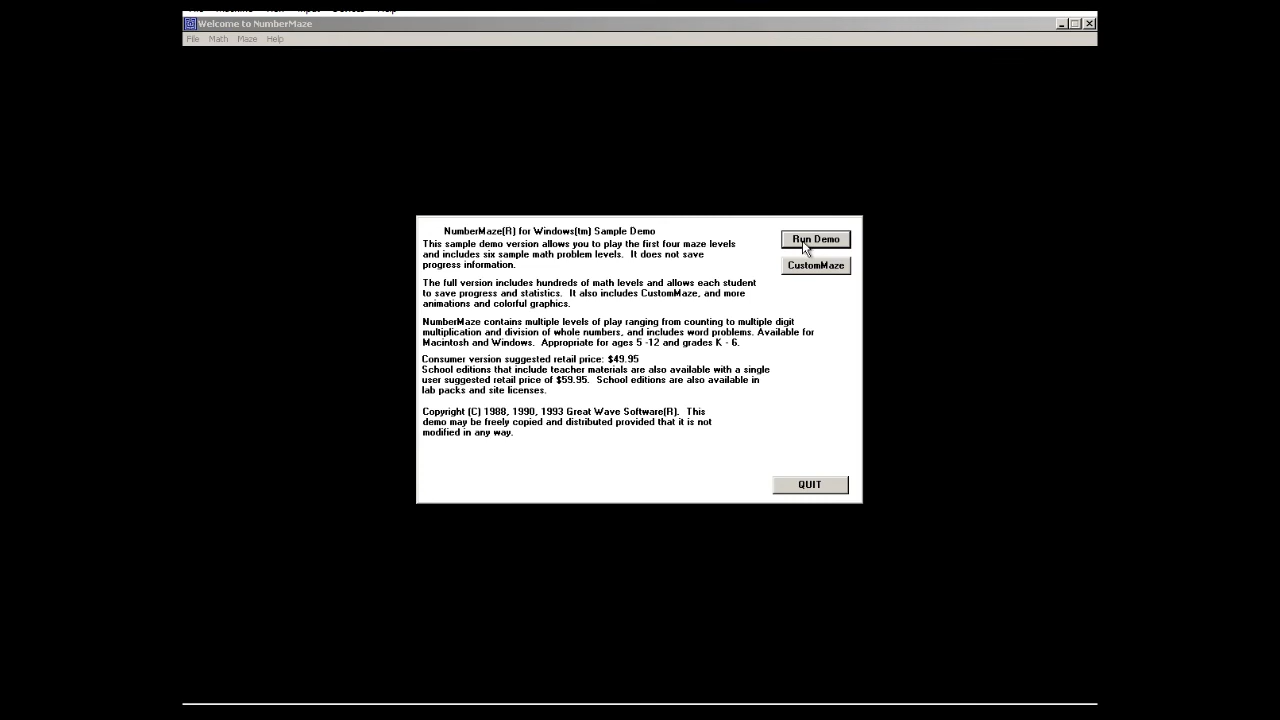 Welcome to NumberMaze
File Math Maze Help
NumberMaze(R) for Windows(tm) Sample Demo
This sample demo version allows you to play the first four maze levels
and includes six sample math problem levels. It does not save
progress information.
Run Demo
CustomMaze
The full version includes hundreds of math levels and allows each student
to save progress and statistics. It also includes CustomMaze, and more
animations and colorful graphics.
NumberMaze contains multiple levels of play ranging from counting to multiple digit
multiplication and division of whole numbers, and includes word problems. Available for
Macintosh and Windows. Appropriate for ages 5 -12 and grades K - 6.
Consumer version suggested retail price: $49.95
School editions that include teacher materials are also available with a single
user suggested retail price of $59.95. School editions are also available in
lab packs and site licenses.
Copyright (C) 1988, 1990, 1993 Great Wave Software(R). This
demo may be freely copied and distributed provided that it is not
modified in any way.
QUIT